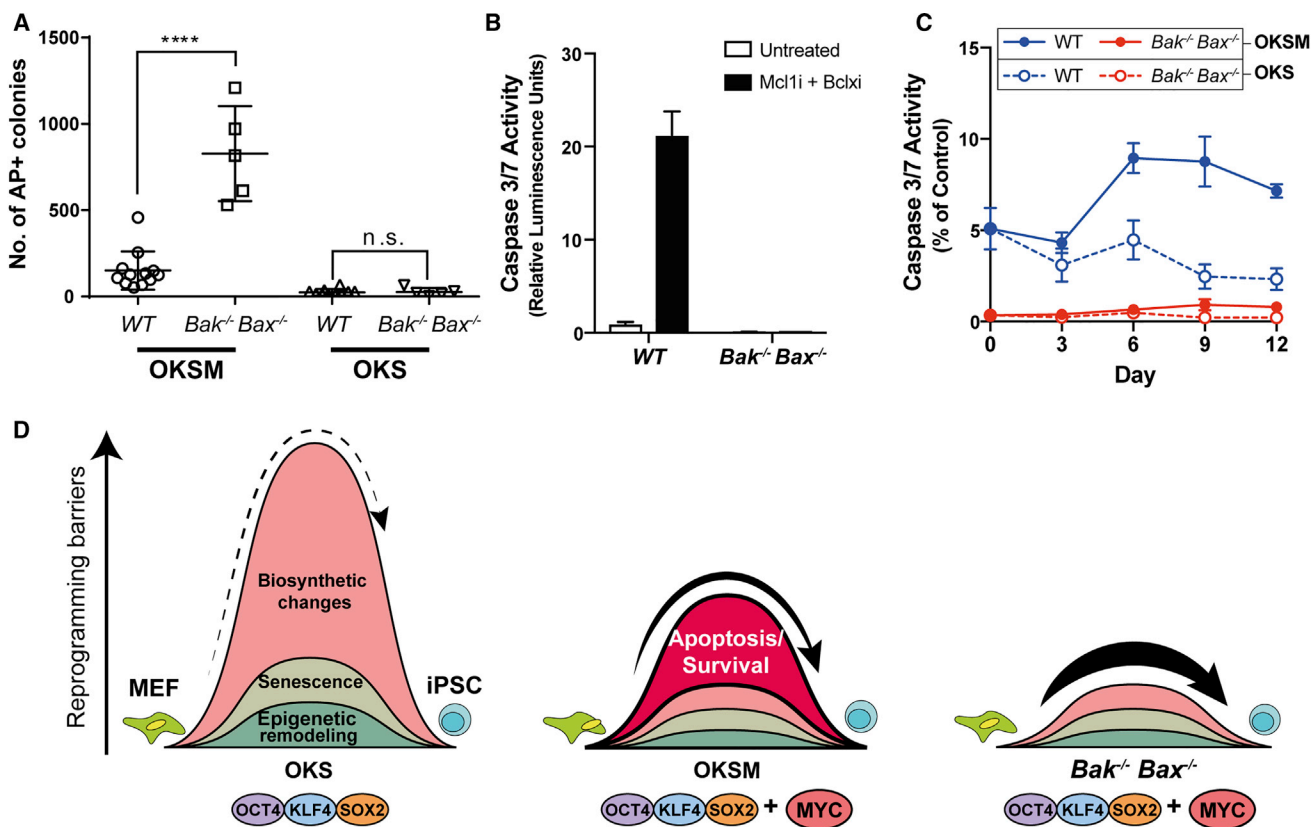 A
No. of AP+ colonies
1500
1000
500
0
****
n.s.
WT
Bak-/- Bax-/-
WT
Bak-/- Bax-/-
OKSM
OKS
B
Caspase 3/7 Activity
(Relative Luminescence Units)
30
20
10
0
Untreated
Mcl1i + Bclxi
WT
Bak-/- Bax-/-
C
WT
Bak-/- Bax-/-
OKSM
WT
Bak-/- Bax-/-
OKS
Caspase 3/7 Activity
(% of Control)
15
10
5
0
0
3
6
9
12
Day
D
Reprogramming barriers
Biosynthetic
changes
Senescence
Epigenetic
remodeling
MEF
iPSC
OKS
OCT4
KLF4
SOX2
Apoptosis/
Survival
OKSM
OCT4
KLF4
SOX2
+
MYC
Bak-/- Bax-/-
OCT4
KLF4
SOX2
+
MYC